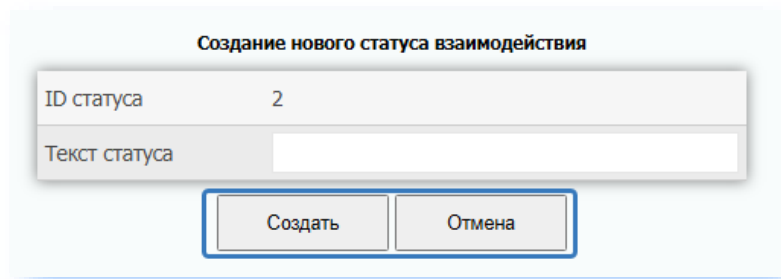 Создание нового статуса взаимодействия
ID статуса 2
Текст статуса
Создать Отмена